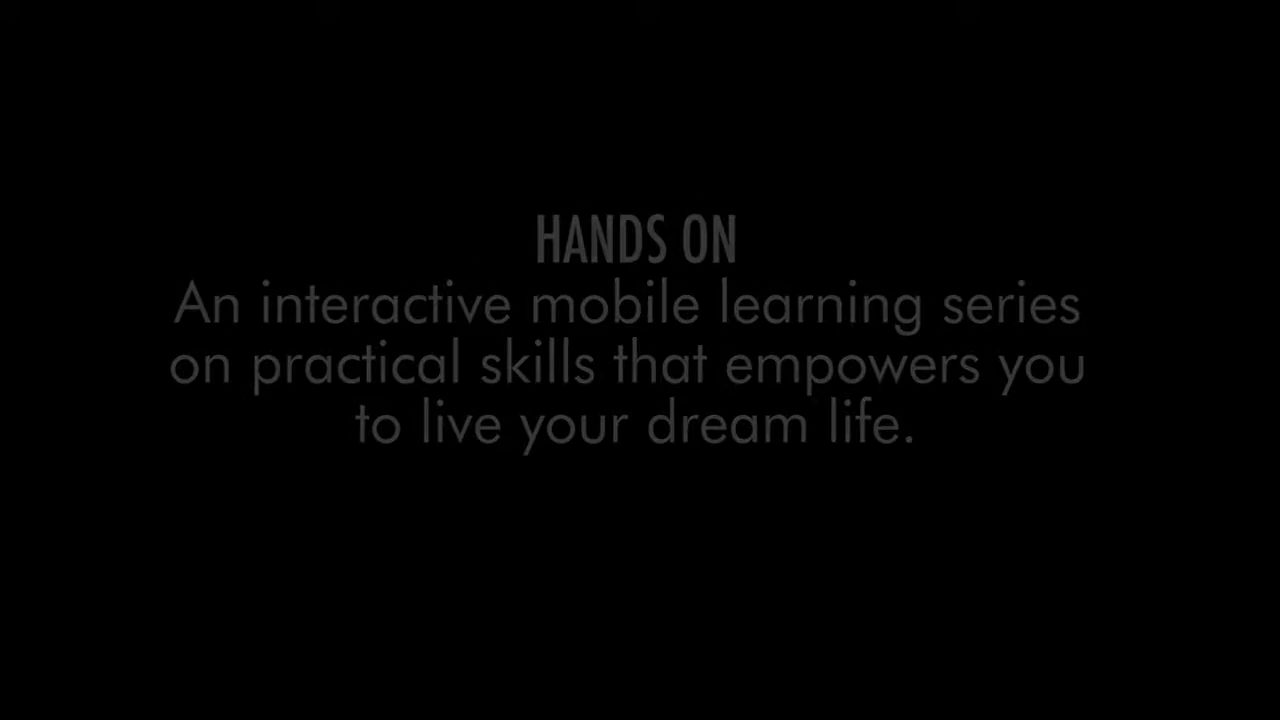 HANDS ON
An interactive mobile learning series
on practical skills that empowers you
to live your dream life.